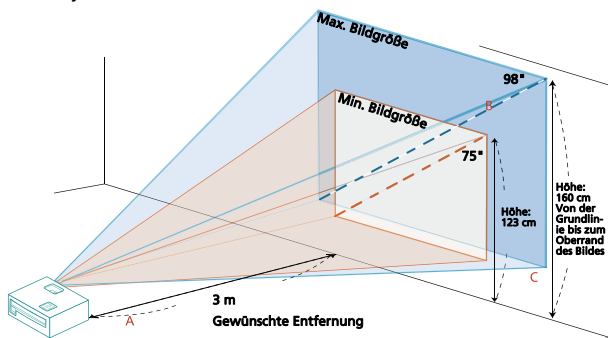 Max. Bildgröße
98"
B
Min. Bildgröße
75"
Höhe:
123 cm
Höhe:
160 cm
Von der
Grundlin-
ie bis zum
Oberrand
des Bildes
C
3 m
A
Gewünschte Entfernung